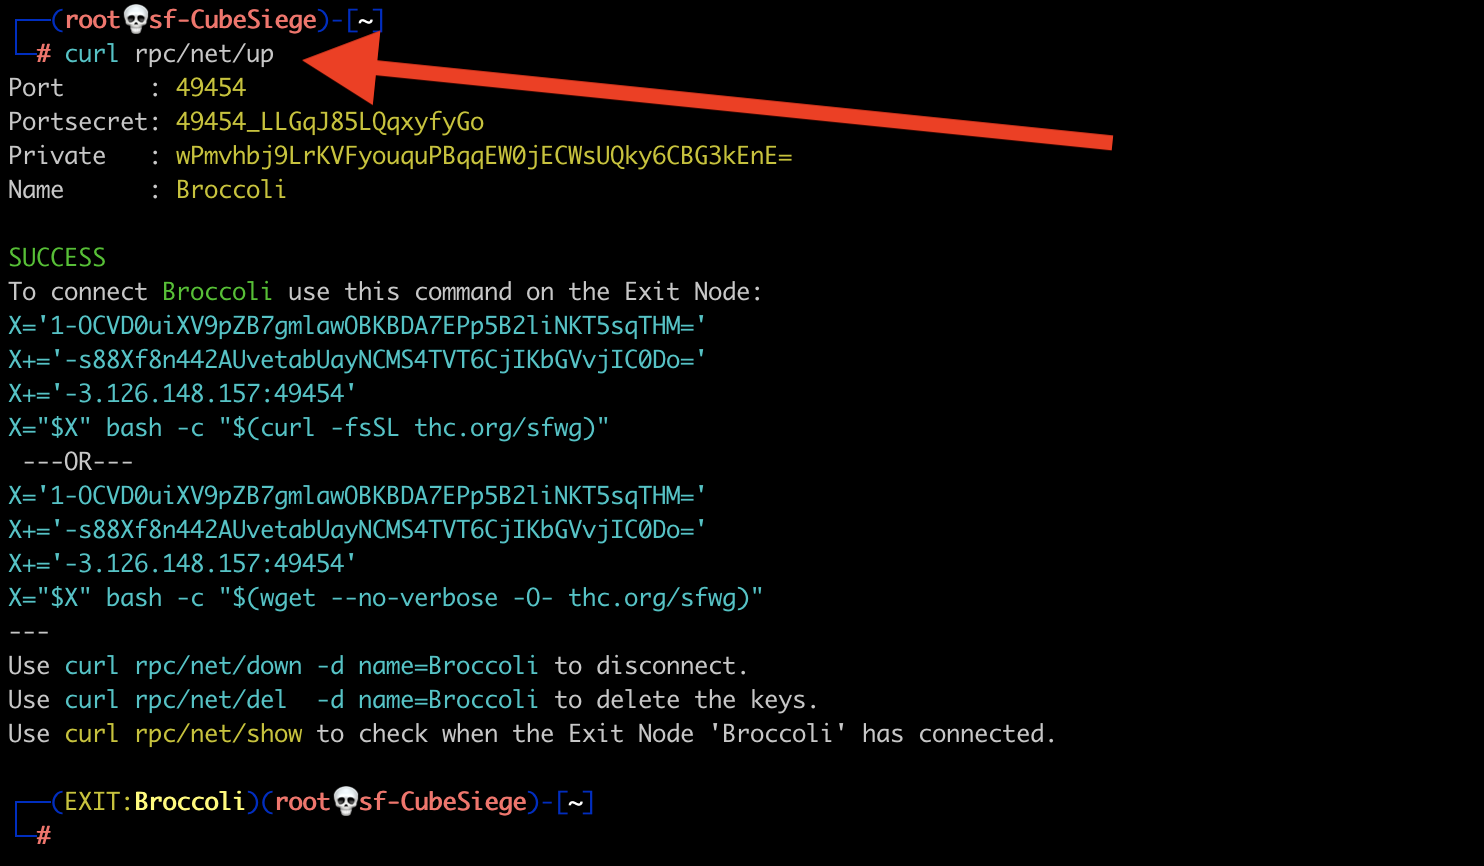 (root💀sf-CubeSiege)-[~]
# curl rpc/net/up
Port      : 49454
Portsecret: 49454_LLGqJ85LQqxyfyGo
Private   : wPmvhbj9LrKVFyouquPBqqEW0jECWsUQky6CBG3kEnE=
Name      : Broccoli
SUCCESS
To connect Broccoli use this command on the Exit Node:
X='1-OCVD0uiXV9pZB7gmlawOBKBDA7EPp5B2liNKT5sqTHM='
X+='-s88Xf8n442AUvetabUayNCMS4TVT6CjIKbGVvjIC0Do='
X+='-3.126.148.157:49454'
X="$X" bash -c "$(curl -fsSL thc.org/sfwg)"
---OR---
X='1-OCVD0uiXV9pZB7gmlawOBKBDA7EPp5B2liNKT5sqTHM='
X+='-s88Xf8n442AUvetabUayNCMS4TVT6CjIKbGVvjIC0Do='
X+='-3.126.148.157:49454'
X="$X" bash -c "$(wget --no-verbose -O- thc.org/sfwg)"
---
Use curl rpc/net/down -d name=Broccoli to disconnect.
Use curl rpc/net/del  -d name=Broccoli to delete the keys.
Use curl rpc/net/show to check when the Exit Node 'Broccoli' has connected.
(EXIT:Broccoli)(root💀sf-CubeSiege)-[~]
#